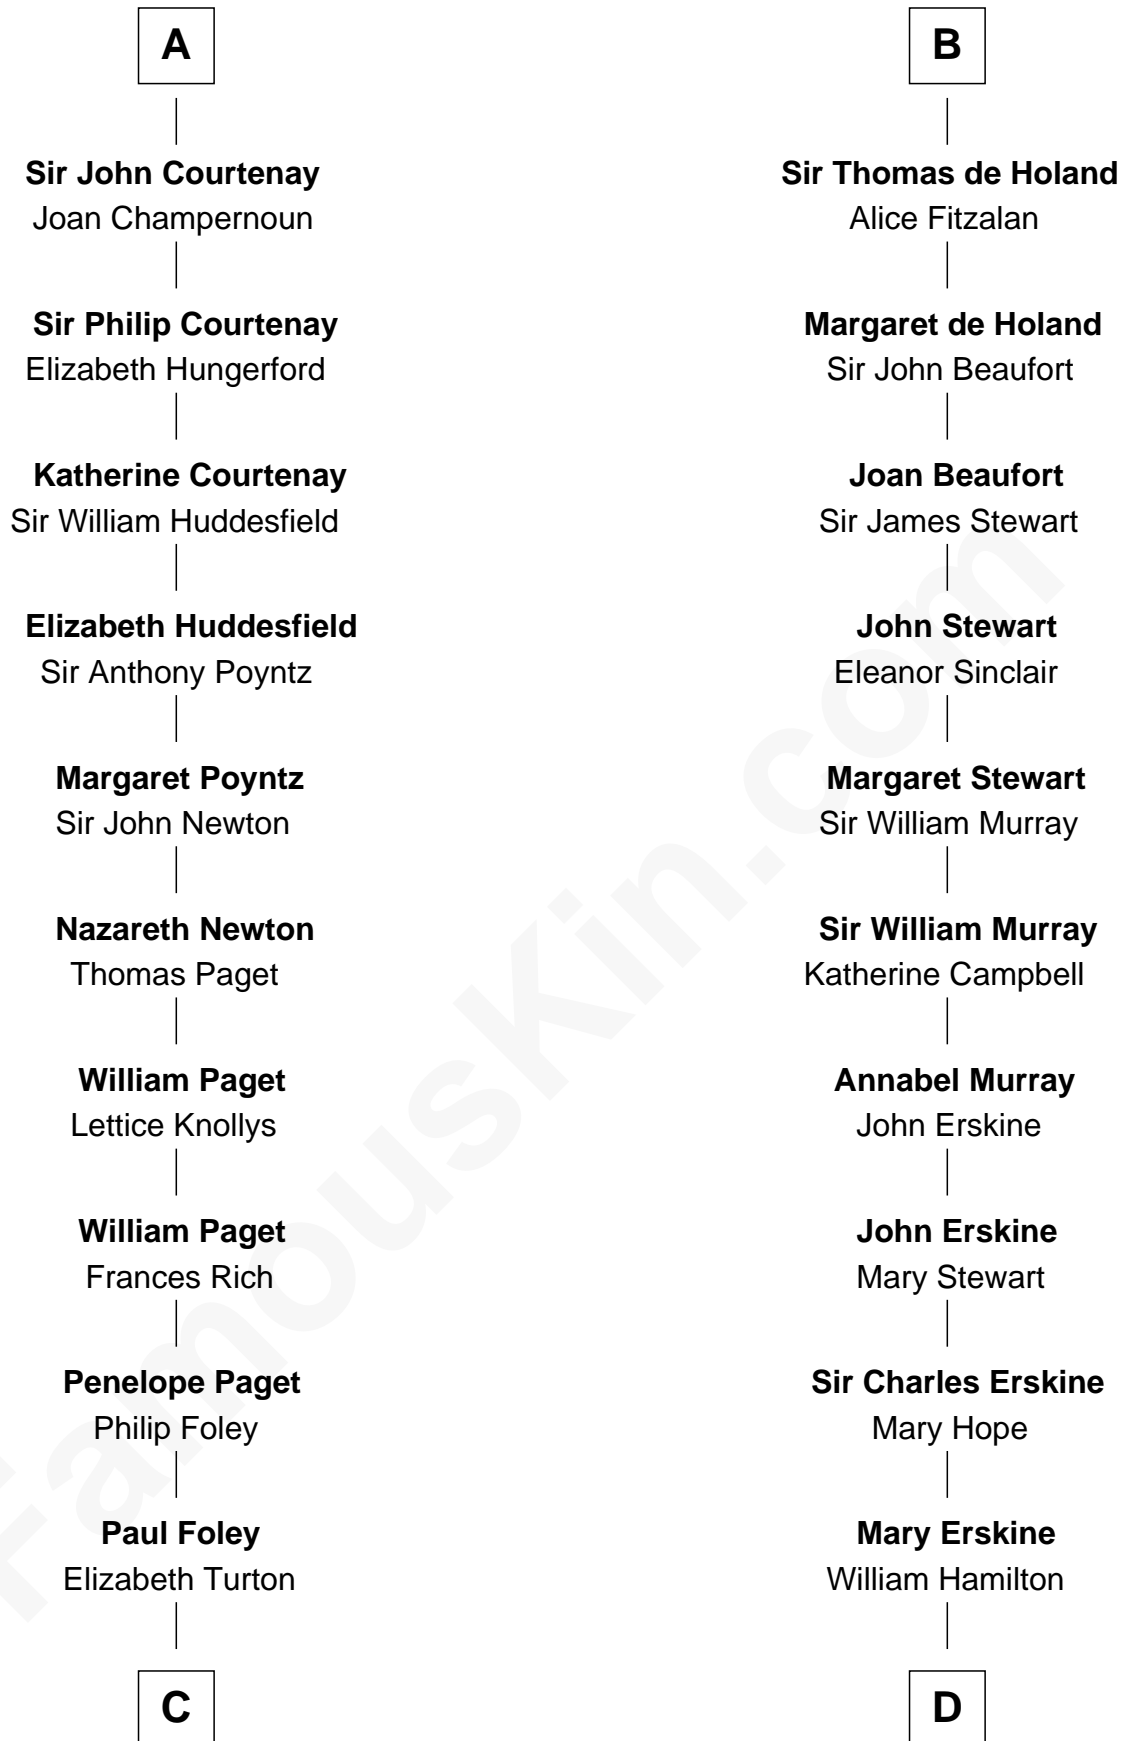 A
Sir John Courtenay
Joan Champernoun
Sir Philip Courtenay
Elizabeth Hungerford
Katherine Courtenay
Sir William Huddesfield
Elizabeth Huddesfield
Sir Anthony Poyntz
Margaret Poyntz
Sir John Newton
Nazareth Newton
Thomas Paget
William Paget
Lettice Knollys
William Paget
Frances Rich
Penelope Paget
Philip Foley
Paul Foley
Elizabeth Turton
C
B
Sir Thomas de Holand
Alice Fitzalan
Margaret de Holand
Sir John Beaufort
Joan Beaufort
Sir James Stewart
John Stewart
Eleanor Sinclair
Margaret Stewart
Sir William Murray
Sir William Murray
Katherine Campbell
Annabel Murray
John Erskine
John Erskine
Mary Stewart
Sir Charles Erskine
Mary Hope
Mary Erskine
William Hamilton
D
FamousKin.com